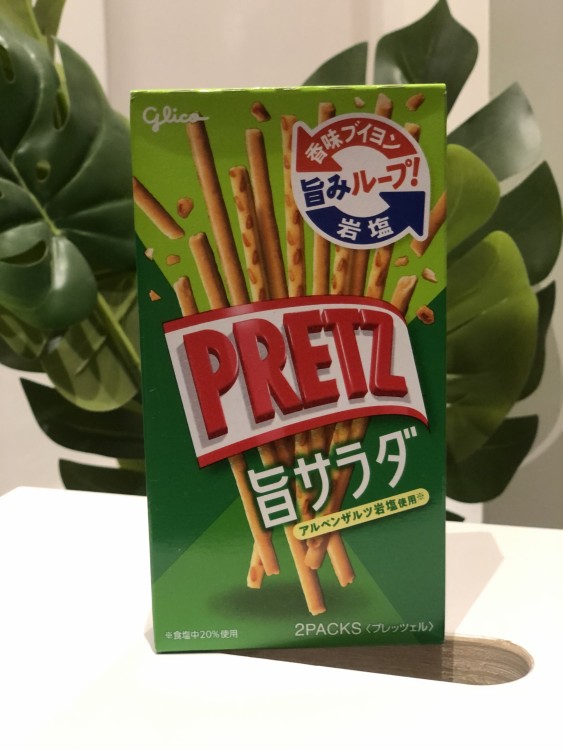 Glico
香味ブイヨン
旨みループ!
岩塩
PRETZ
旨サラダ
アルペンザルツ岩塩使用※
※食塩中20%使用
2PACKS〈プレッツェル〉